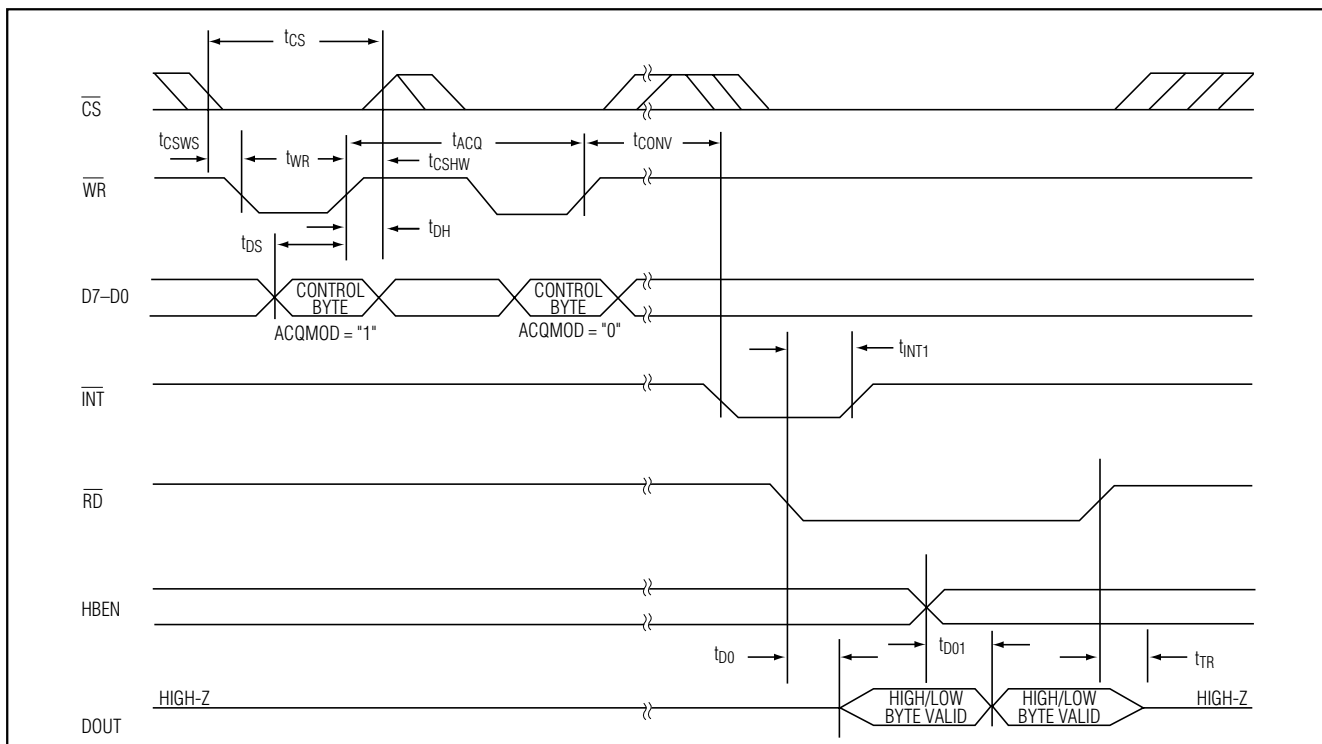 tCS
CS
tCSWS
tWR
tACQ
tCSHW
tCONV
WR
tDS
tDH
D7–D0
CONTROL
BYTE
ACQMOD = "1"
CONTROL
BYTE
ACQMOD = "0"
tINT1
INT
RD
HBEN
tD0
tD01
tTR
HIGH-Z
HIGH/LOW
BYTE VALID
HIGH/LOW
BYTE VALID
HIGH-Z
DOUT